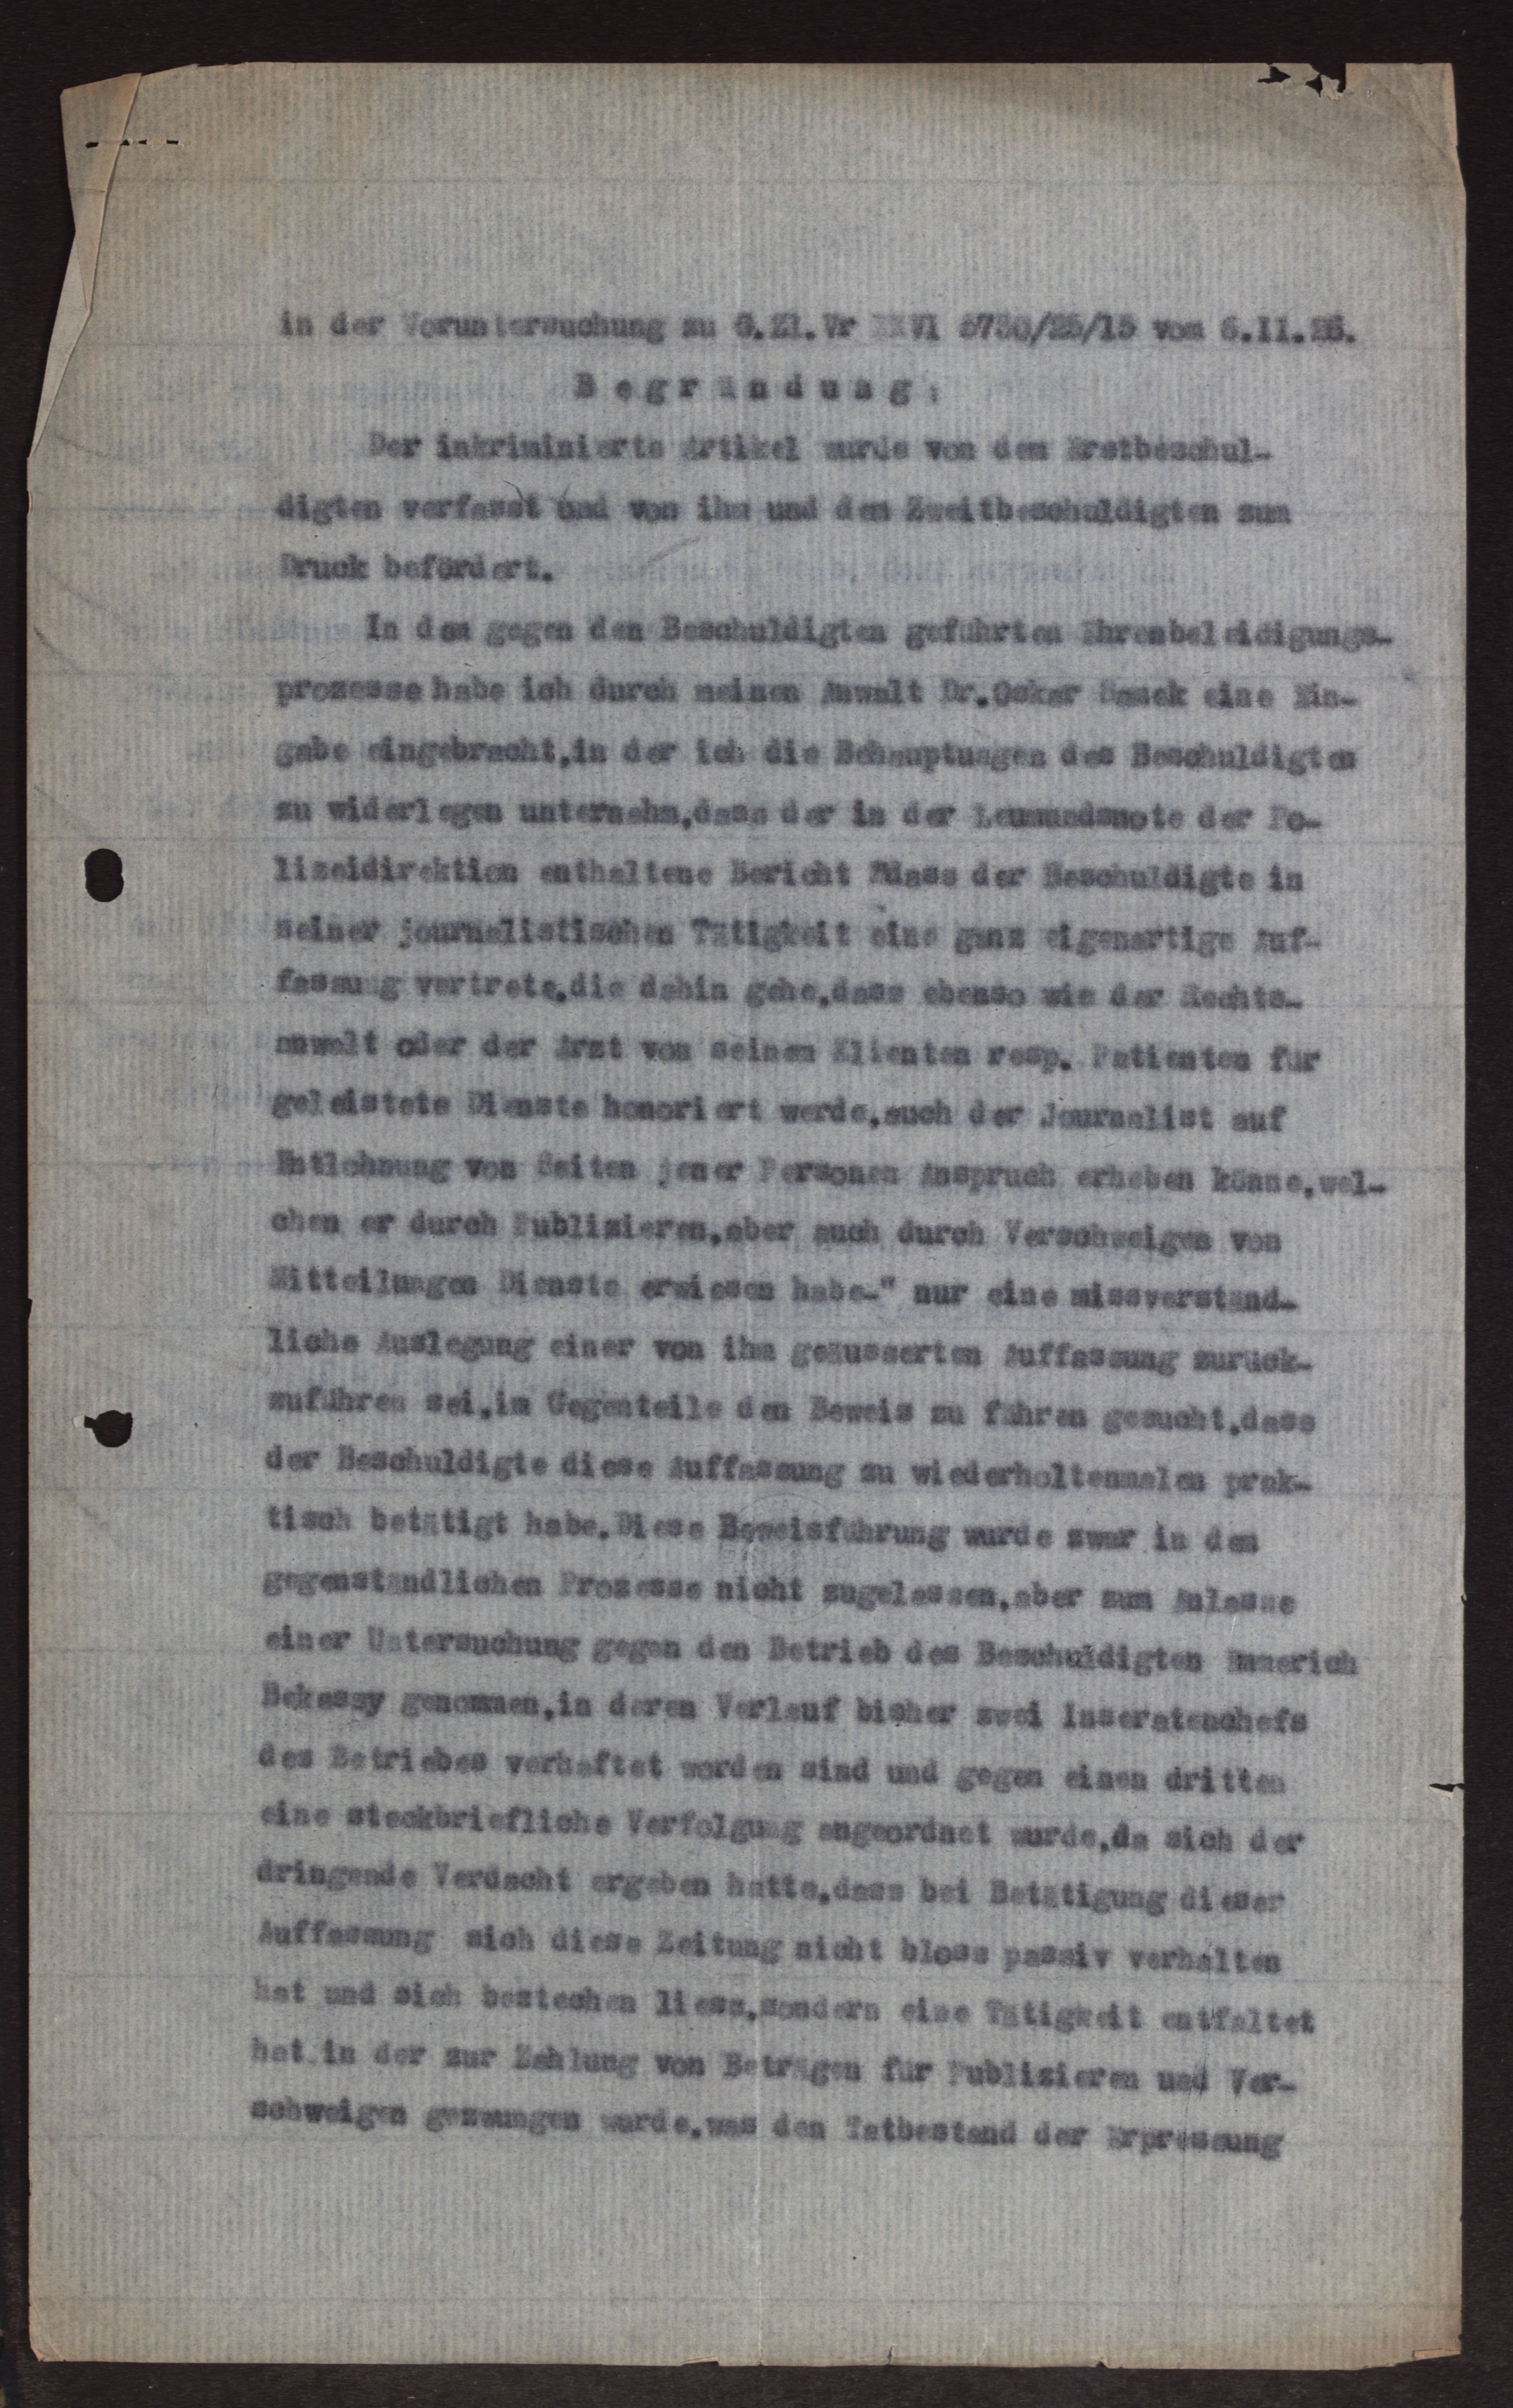 in der Voruntersuchung zu G.Zl.Vr XXVI 5730/25/15 vom 6.II.26.
Begründung:
Der inkriminierte Artikel wurde von dem Erstbeschul-
digten verfasst und von ihm und dem Zweitbeschuldigten zum
Druck befördert.
In dem gegen den Beschuldigten geführten Ehrenbeleidigungs-
prozesse habe ich durch meinen Anwalt Dr.Oskar Samek eine Ein-
gabe eingebracht,in der ich die Behauptungen des Beschuldigten
zu widerlegen unternahm,dass der in der Leumundsnote der Po-
lizeidirektion enthaltene Bericht "dass der Beschuldigte in
seiner journalistischen Tätigkeit eine ganz eigenartige Auf-
fassung vertrete,die dahin gehe,dass ebenso wie der Rechts-
anwalt oder der Arzt von seinen Klienten resp. Patienten für
geleistete Dienste honoriert werde,auch der Journalist auf
Entlohnung von Seiten jener Personen Anspruch erheben könne,wel-
chen er durch Publizieren,aber auch durch Verschweigen von
Mitteilungen Dienste erwiesen habe-" nur eine missverständ-
liche Auslegung einer von ihm geäusserten Auffassung zurück-
zuführen sei,im Gegenteile den Beweis zu führen gesucht,dass
der Beschuldigte diese Auffassung zu wiederholtenmalen prak-
tisch betätigt habe.Diese Beweisführung wurde zwar in dem
gegenständlichen Prozesse nicht zugelassen,aber zum Anlasse
einer Untersuchung gegen den Betrieb des Beschuldigten Emmerich
Bekessy genommen,in deren Verlauf bisher zwei Inseratenchefs
des Betriebes verhaftet worden sind und gegen einen dritten
eine steckbriefliche Verfolgung angeordnet wurde,da sich der
dringende Verdacht ergeben hatte,dass bei Betätigung dieser
Auffassung sich diese Zeitung nicht bloss passiv verhalten
hat und sich bestechen liess,sondern eine Tätigkeit entfaltet
hat,in der zur Zahlung von Beträgen für Publizieren und Ver-
schweigen gezwungen wurde,was den Tatbestand der Erpressung